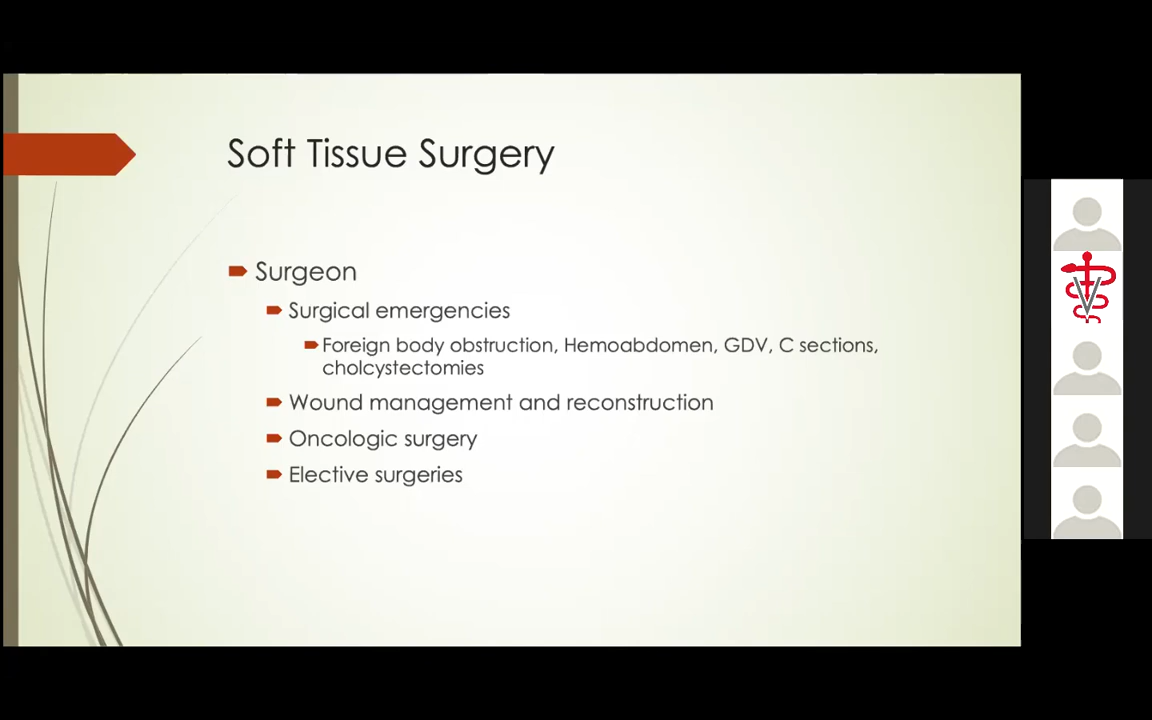 Soft Tissue Surgery
Surgeon
Surgical emergencies
Foreign body obstruction, Hemoabdomen, GDV, C sections,
cholcystectomies
Wound management and reconstruction
Oncologic surgery
Elective surgeries
V